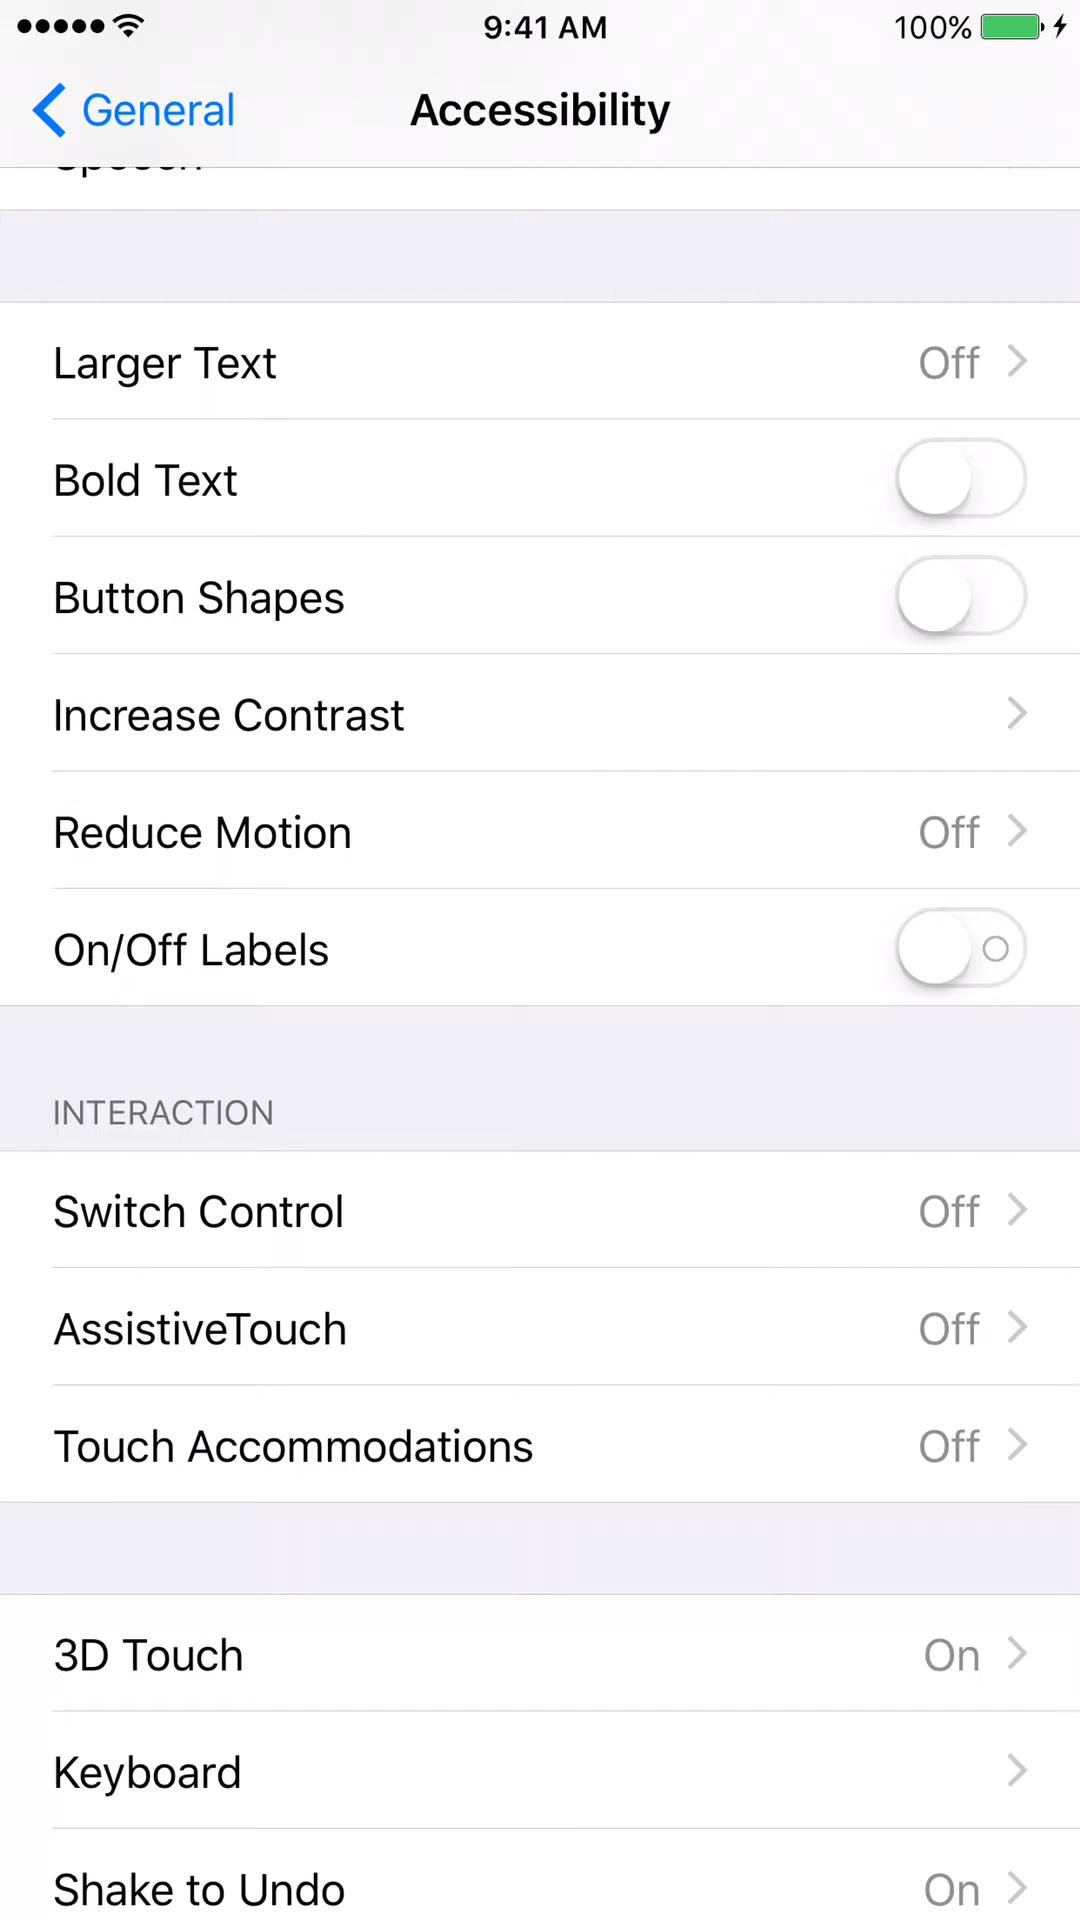 9:41 AM
100%
General
Accessibility
Larger Text
Off
Bold Text
Button Shapes
Increase Contrast
Reduce Motion
Off
On/Off Labels
INTERACTION
Switch Control
Off
AssistiveTouch
Off
Touch Accommodations
Off
3D Touch
On
Keyboard
Shake to Undo
On